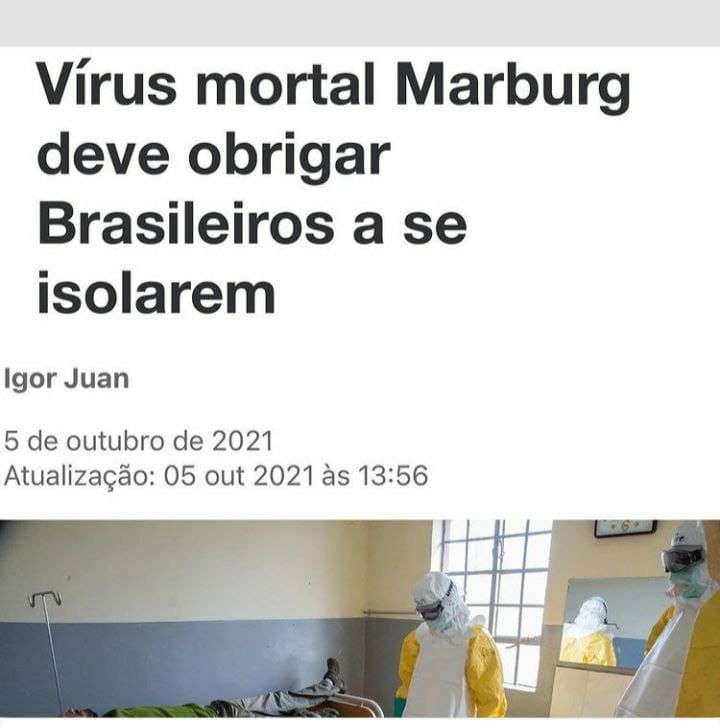 Vírus mortal Marburg
deve obrigar
Brasileiros a se
isolarem
Igor Juan
5 de outubro de 2021
Atualização: 05 out 2021 às 13:56